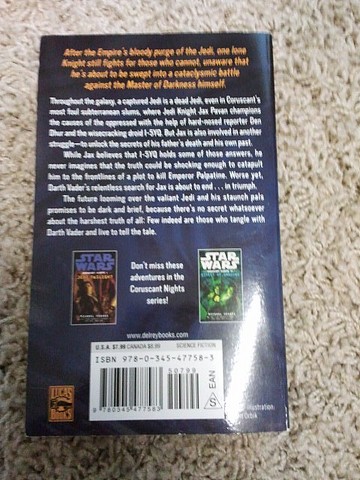 After the Empire's bloody purge of the Jedi, one lone
Knight still fights for those who cannot, unaware that
he's about to be swept into a cataclysmic battle
against the Master of Darkness himself.
Throughout the galaxy, a captured Jedi is a dead Jedi, even in Coruscant's
most foul subterranean slums, where Jedi Knight Jax Pavan champions
the causes of the oppressed with the help of hard-nosed reporter Den
Dhur and the wisecracking droid I-5YQ. But Jax is also involved in another
struggle—to unlock the secrets of his father's death and his own past.
While Jax believes that I-5YQ holds some of those answers, he
never imagines that the truth could be shocking enough to catapult
him to the frontlines of a plot to kill Emperor Palpatine. Worse yet,
Darth Vader's relentless search for Jax is about to end . . . in triumph.
The future looming over the valiant Jedi and his staunch pals
promises to be dark and brief, because there's no secret whatsoever
about the harshest truth of all: Few indeed are those who tangle with
Darth Vader and live to tell the tale.
STAR
WARS
Don't miss these
adventures in the
Coruscant Nights
series!
STAR
WARS
www.delreybooks.com
U.S.A. $7.99 CANADA $9.99 SCIENCE FICTION
ISBN 978-0-345-47758-3
50799
9 780345 477583
S EAN
LUCAS
BOOKS
illustration: